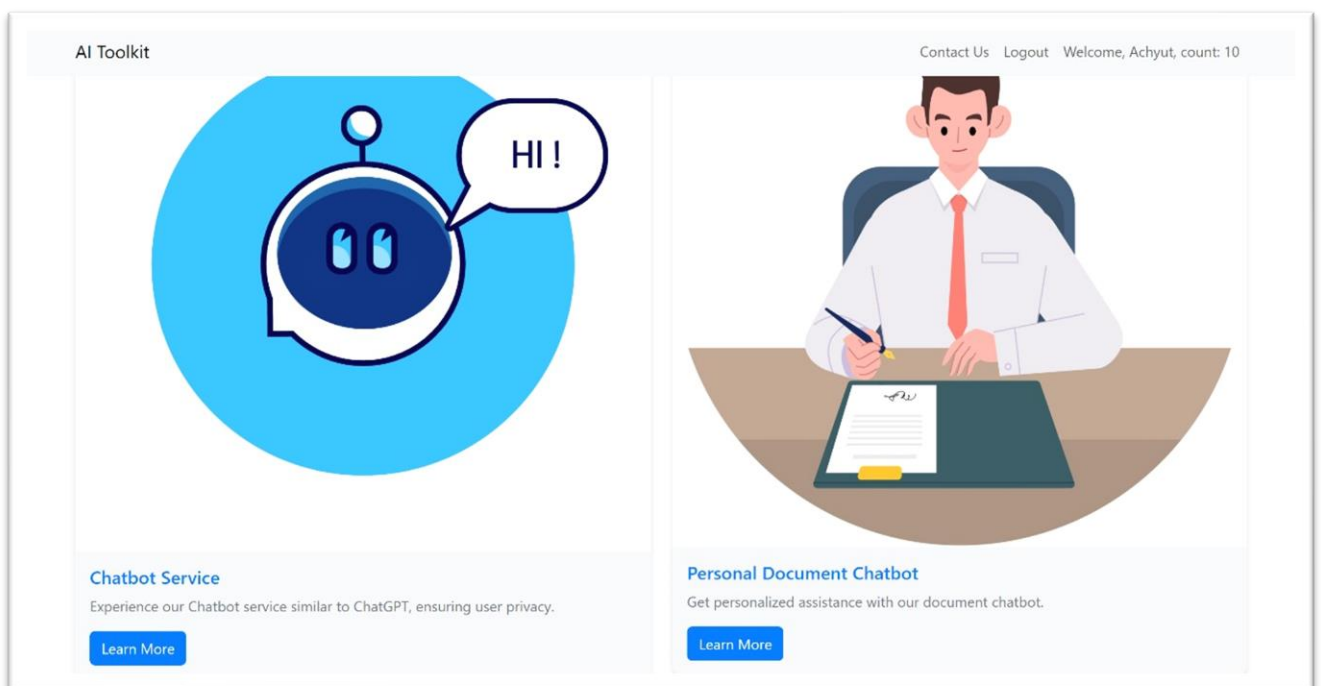 AI Toolkit
Contact Us Logout Welcome, Achyut, count: 10
HI !
Chatbot Service
Experience our Chatbot service similar to ChatGPT, ensuring user privacy.
Learn More
Personal Document Chatbot
Get personalized assistance with our document chatbot.
Learn More